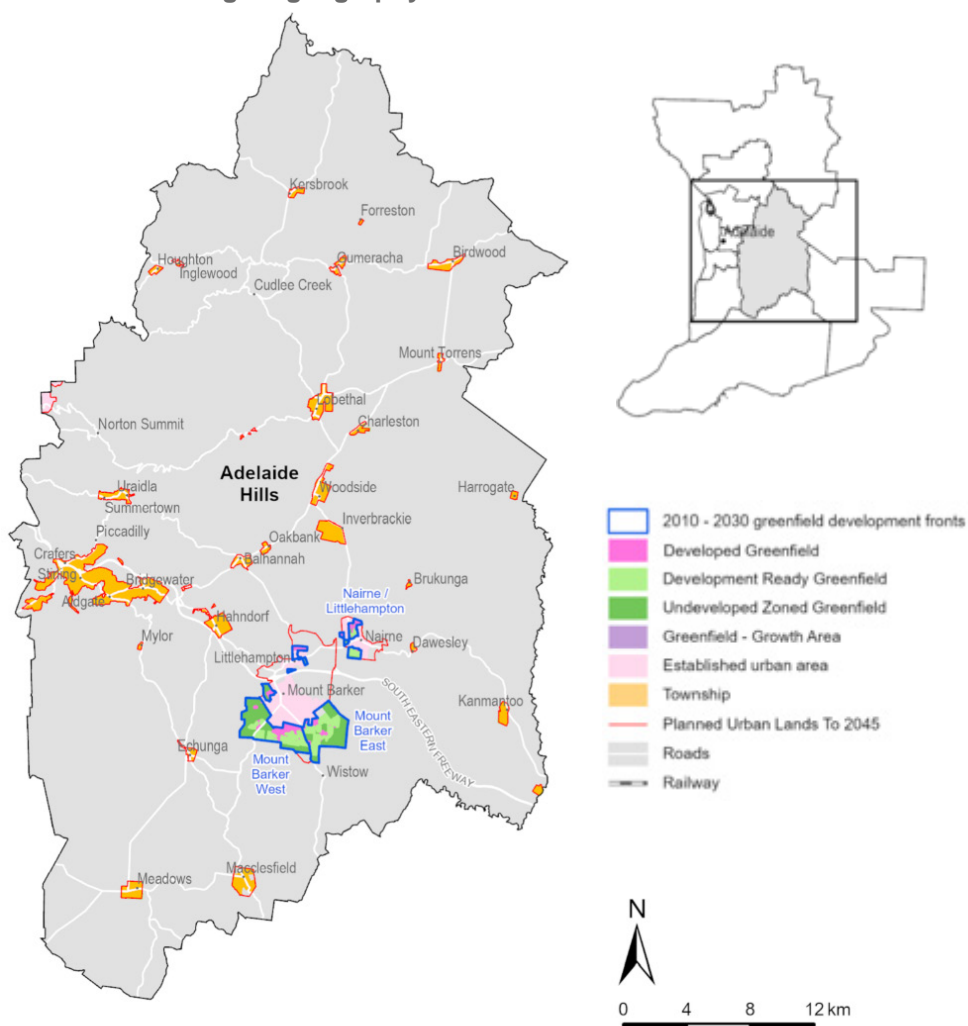 Kersbrook
Forreston
Houghton
Inglewood
Gumeracha
Birdwood
Cudlee Creek
Mount Torrens
Lobethal
Charleston
Norton Summit
Adelaide
Hills
Uraidla
Summertown
Woodside
Harrogate
Piccadilly
Inverbrackie
Oakbank
Crafers
Balhannah
Stirling
Bridgewater
Brukunga
Aldgate
Nairne /
Littlehampton
Hahndorf
Mylor
Nairne
Dawesley
Littlehampton
Mount Barker
SOUTH EASTERN FREEWAY
Kanmantoo
Mount
Barker
East
Echunga
Mount
Barker
West
Wistow
Meadows
Macclesfield
Adelaide
2010 - 2030 greenfield development fronts
Developed Greenfield
Development Ready Greenfield
Undeveloped Zoned Greenfield
Greenfield - Growth Area
Established urban area
Township
Planned Urban Lands To 2045
Roads
Railway
N
0 4 8 12 km